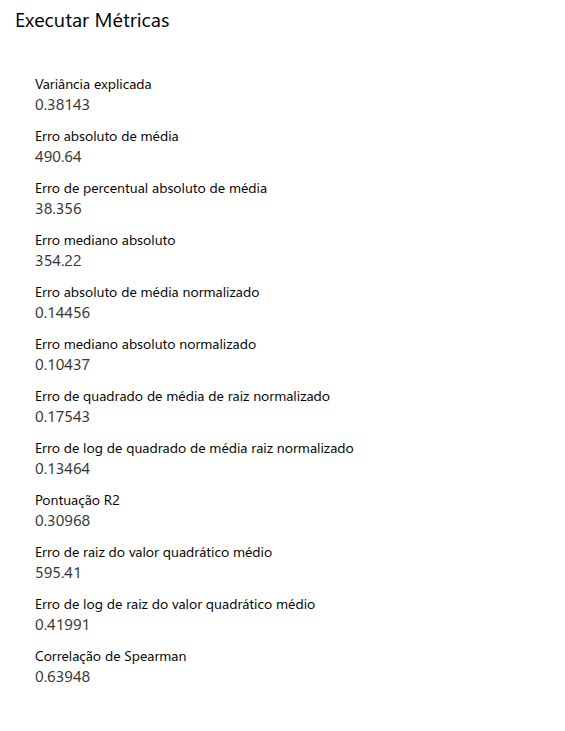 Executar Métricas
Variância explicada
0.38143
Erro absoluto de média
490.64
Erro de percentual absoluto de média
38.356
Erro mediano absoluto
354.22
Erro absoluto de média normalizado
0.14456
Erro mediano absoluto normalizado
0.10437
Erro de quadrado de média de raiz normalizado
0.17543
Erro de log de quadrado de média raiz normalizado
0.13464
Pontuação R2
0.30968
Erro de raiz do valor quadrático médio
595.41
Erro de log de raiz do valor quadrático médio
0.41991
Correlação de Spearman
0.63948